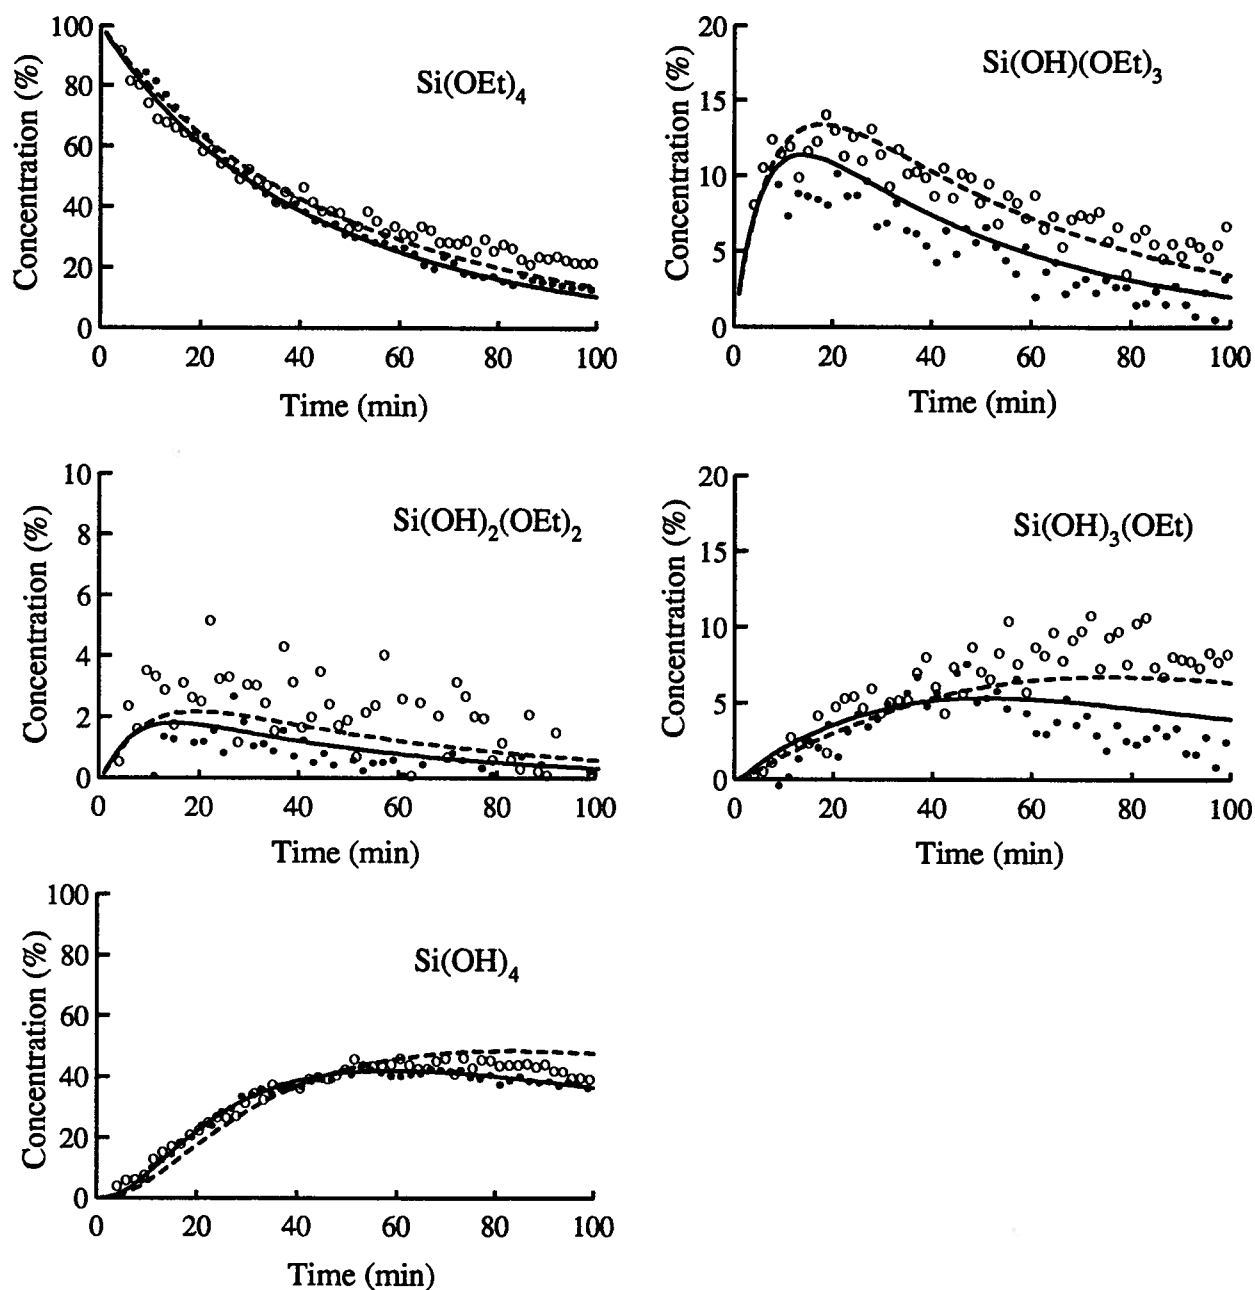 Concentration (%)
100
80
60
40
20
0
Si(OEt)4
0 20 40 60 80 100
Time (min)
Concentration (%)
20
15
10
5
0
Si(OH)(OEt)3
0 20 40 60 80 100
Time (min)
Concentration (%)
10
8
6
4
2
0
Si(OH)2(OEt)2
0 20 40 60 80 100
Time (min)
Concentration (%)
20
15
10
5
0
Si(OH)3(OEt)
0 20 40 60 80 100
Time (min)
Concentration (%)
100
80
60
40
20
0
Si(OH)4
0 20 40 60 80 100
Time (min)